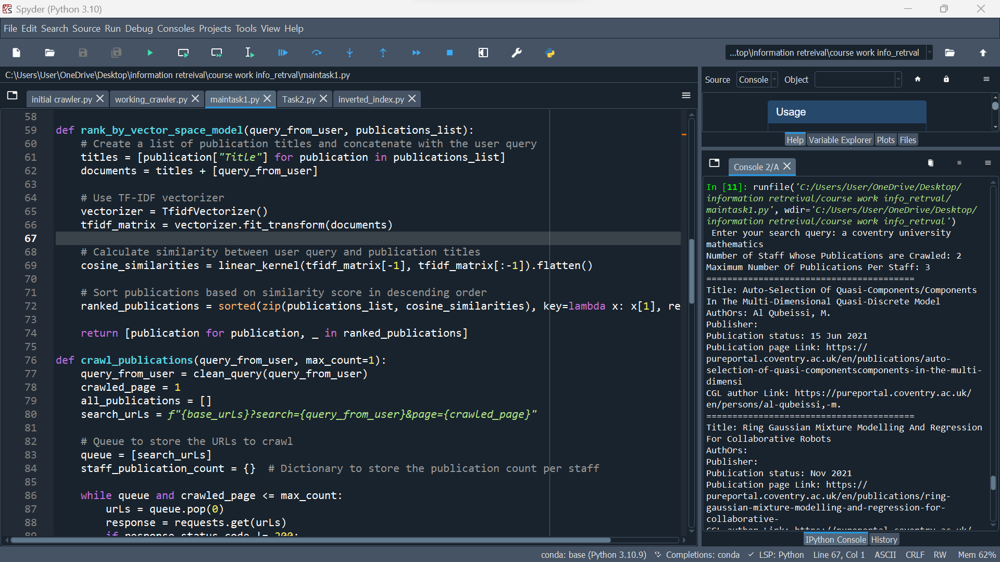 Spyder (Python 3.10)
File Edit Search Source Run Debug Consoles Projects Tools View Help
...top\information retreival\course work info_retrval
C:\Users\User\OneDrive\Desktop\information retreival\course work info_retrval\maintask1.py
initial crawler.py working_crawler.py maintask1.py Task2.py inverted_index.py
58
59 def rank_by_vector_space_model(query_from_user, publications_list):
60 # Create a list of publication titles and concatenate with the user query
61 titles = [publication["Title"] for publication in publications_list]
62 documents = titles + [query_from_user]
63
64 # Use TF-IDF vectorizer
65 vectorizer = TfidfVectorizer()
66 tfidf_matrix = vectorizer.fit_transform(documents)
67
68 # Calculate similarity between user query and publication titles
69 cosine_similarities = linear_kernel(tfidf_matrix[-1], tfidf_matrix[:-1]).flatten()
70
71 # Sort publications based on similarity score in descending order
72 ranked_publications = sorted(zip(publications_list, cosine_similarities), key=lambda x: x[1], re
73
74 return [publication for publication, _ in ranked_publications]
75
76 def crawl_publications(query_from_user, max_count=1):
77 query_from_user = clean_query(query_from_user)
78 crawled_page = 1
79 all_publications = []
80 search_urLs = f"{base_urLs}?search={query_from_user}&page={crawled_page}"
81
82 # Queue to store the URLs to crawl
83 queue = [search_urLs]
84 staff_publication_count = {} # Dictionary to store the publication count per staff
85
86 while queue and crawled_page <= max_count:
87 urLs = queue.pop(0)
88 response = requests.get(urLs)
89 if response.status_code != 200:
Source Console Object
Usage
Help Variable Explorer Plots Files
Console 2/A
In [11]: runfile('C:/Users/User/OneDrive/Desktop/
information retreival/course work info_retrval/
maintask1.py', wdir='C:/Users/User/OneDrive/Desktop/
information retreival/course work info_retrval')
Enter your search query: a coventry university
mathematics
Number of Staff Whose Publications are Crawled: 2
Maximum Number Of Publications Per Staff: 3
========================================
Title: Auto-Selection Of Quasi-Components/Components
In The Multi-Dimensional Quasi-Discrete Model
AuthOrs: Al Qubeissi, M.
Publisher:
PubLication status: 15 Jun 2021
PubLication page Link: https://
pureportal.coventry.ac.uk/en/publications/auto-
selection-of-quasi-componentscomponents-in-the-multi-
dimensi
CGL author Link: https://pureportal.coventry.ac.uk/
en/persons/al-qubeissi,-m.
========================================
Title: Ring Gaussian Mixture Modelling And Regression
For Collaborative Robots
AuthOrs:
Publisher:
PubLication status: Nov 2021
PubLication page Link: https://
pureportal.coventry.ac.uk/en/publications/ring-
gaussian-mixture-modelling-and-regression-for-
collaborative-
CGL author Link: https://pureportal.coventry.ac.uk/
IPython Console History
conda: base (Python 3.10.9) Completions: conda LSP: Python Line 67, Col 1 ASCII CRLF RW Mem 62%